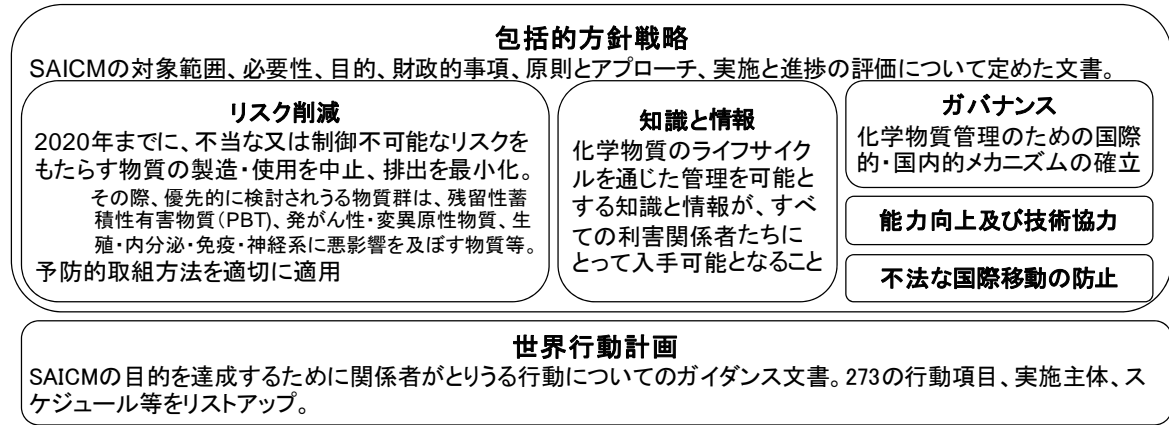 包括的方針戦略
SAICMの対象範囲、必要性、目的、財政的事項、原則とアプローチ、実施と進捗の評価について定めた文書。
リスク削減
2020年までに、不当な又は制御不可能なリスクを
もたらす物質の製造・使用を中止、排出を最小化。
その際、優先的に検討されうる物質群は、残留性蓄
積性有害物質(PBT)、発がん性・変異原性物質、生
殖・内分泌・免疫・神経系に悪影響を及ぼす物質等。
予防的取組方法を適切に適用
知識と情報
化学物質のライフサイク
ルを通じた管理を可能と
する知識と情報が、すべ
ての利害関係者たちに
とって入手可能となること
ガバナンス
化学物質管理のための国際
的・国内的メカニズムの確立
能力向上及び技術協力
不法な国際移動の防止
世界行動計画
SAICMの目的を達成するために関係者がとりうる行動についてのガイダンス文書。273の行動項目、実施主体、ス
ケジュール等をリストアップ。